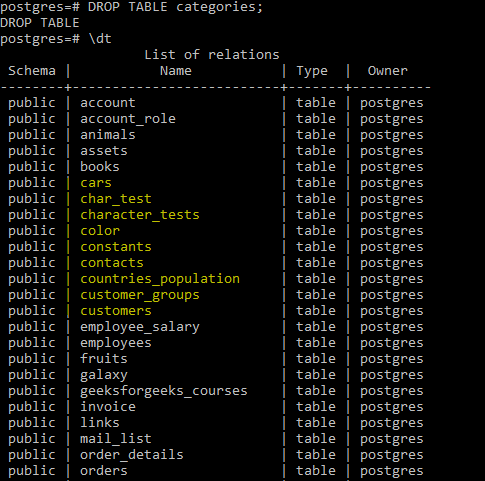 postgres=# DROP TABLE categories;
DROP TABLE
postgres=# \dt
List of relations
Schema | Name | Type | Owner
--------+--------------------------+-------+----------
public | account | table | postgres
public | account_role | table | postgres
public | animals | table | postgres
public | assets | table | postgres
public | books | table | postgres
public | cars | table | postgres
public | char_test | table | postgres
public | character_tests | table | postgres
public | color | table | postgres
public | constants | table | postgres
public | contacts | table | postgres
public | countries_population | table | postgres
public | customer_groups | table | postgres
public | customers | table | postgres
public | employee_salary | table | postgres
public | employees | table | postgres
public | fruits | table | postgres
public | galaxy | table | postgres
public | geeksforgeeks_courses | table | postgres
public | invoice | table | postgres
public | links | table | postgres
public | mail_list | table | postgres
public | order_details | table | postgres
public | orders | table | postgres